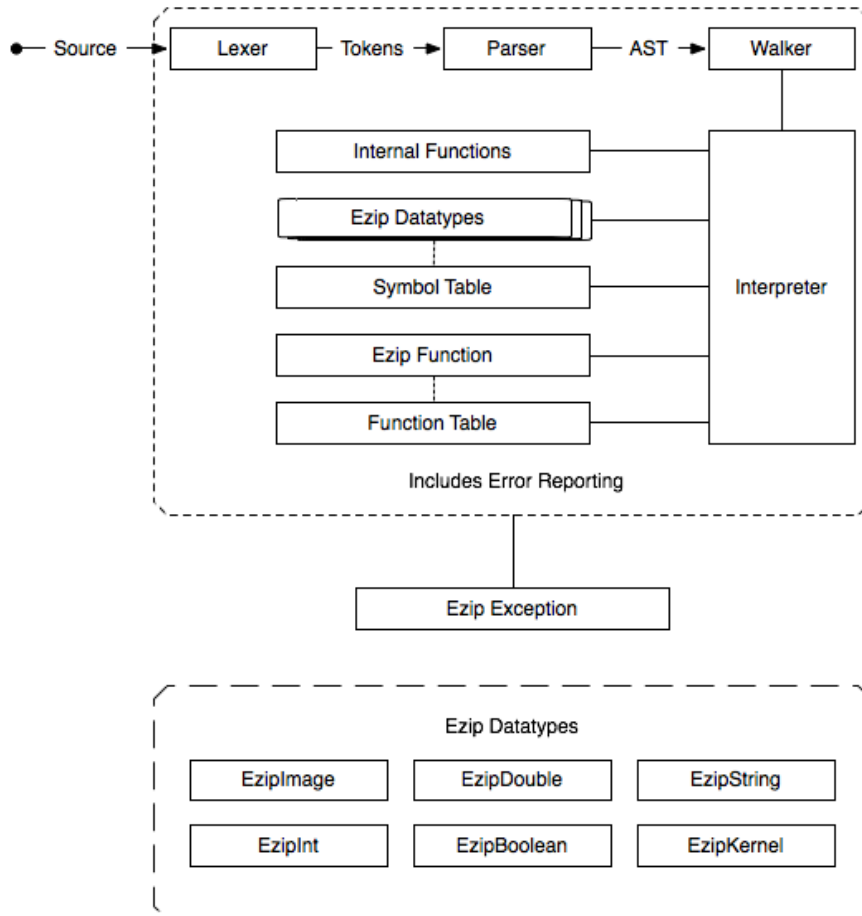 Source
Lexer
Tokens
Parser
AST
Walker
Internal Functions
Ezip Datatypes
Symbol Table
Interpreter
Ezip Function
Function Table
Includes Error Reporting
Ezip Exception
Ezip Datatypes
EzipImage
EzipDouble
EzipString
EzipInt
EzipBoolean
EzipKernel